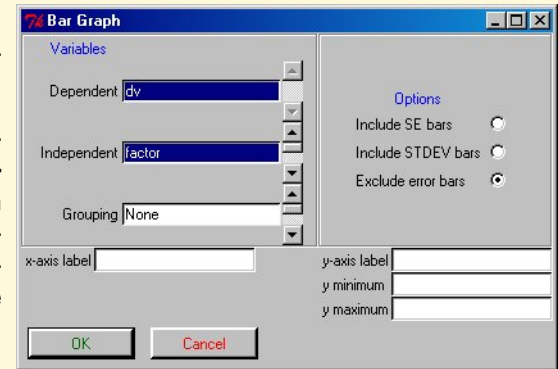 Bar Graph
Variables
Dependent dv
Independent factor
Grouping None
Options
Include SE bars
Include STDEV bars
Exclude error bars
x-axis label
y-axis label
y minimum
y maximum
OK Cancel